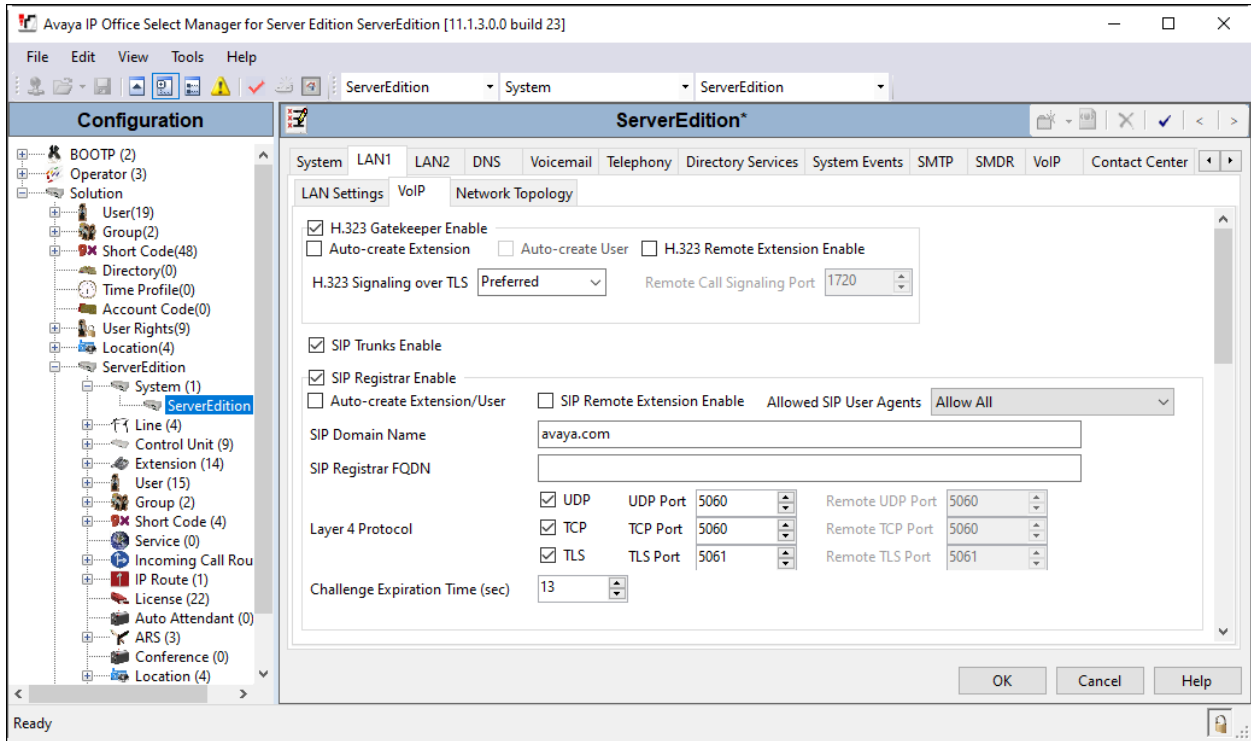 Avaya IP Office Select Manager for Server Edition ServerEdition [11.1.3.0.0 build 23]
File Edit View Tools Help
ServerEdition System ServerEdition
Configuration
BOOTP (2)
Operator (3)
Solution
User(19)
Group(2)
Short Code(48)
Directory(0)
Time Profile(0)
Account Code(0)
User Rights(9)
Location(4)
ServerEdition
System (1)
ServerEdition
Line (4)
Control Unit (9)
Extension (14)
User (15)
Group (2)
Short Code (4)
Service (0)
Incoming Call Rou
IP Route (1)
License (22)
Auto Attendant (0)
ARS (3)
Conference (0)
Location (4)
ServerEdition*
System LAN1 LAN2 DNS Voicemail Telephony Directory Services System Events SMTP SMDR VoIP Contact Center
LAN Settings VoIP Network Topology
H.323 Gatekeeper Enable
Auto-create Extension Auto-create User H.323 Remote Extension Enable
H.323 Signaling over TLS Preferred Remote Call Signaling Port 1720
SIP Trunks Enable
SIP Registrar Enable
Auto-create Extension/User SIP Remote Extension Enable Allowed SIP User Agents Allow All
SIP Domain Name avaya.com
SIP Registrar FQDN
UDP UDP Port 5060 Remote UDP Port 5060
Layer 4 Protocol TCP TCP Port 5060 Remote TCP Port 5060
TLS TLS Port 5061 Remote TLS Port 5061
Challenge Expiration Time (sec) 13
OK Cancel Help
Ready